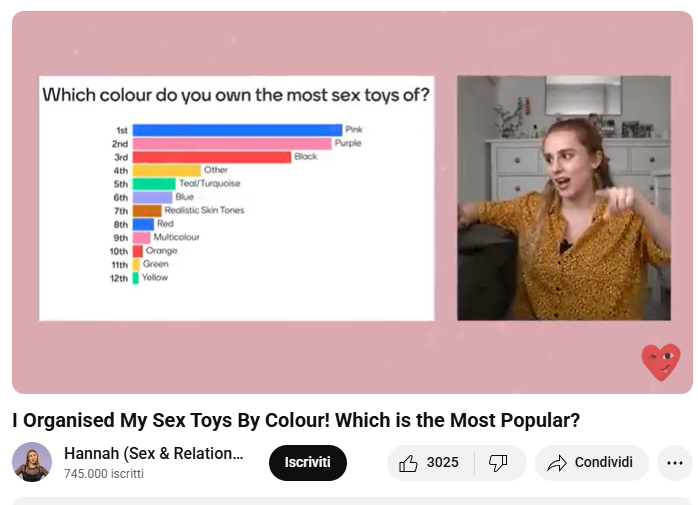 Which colour do you own the most sex toys of?
1st Pink
2nd Purple
3rd Black
4th Other
5th Teal/Turquoise
6th Blue
7th Realistic Skin Tones
8th Red
9th Multicolour
10th Orange
11th Green
12th Yellow
I Organised My Sex Toys By Colour! Which is the Most Popular?
Hannah (Sex & Relation...
745.000 iscritti
Iscriviti
3025
Condividi